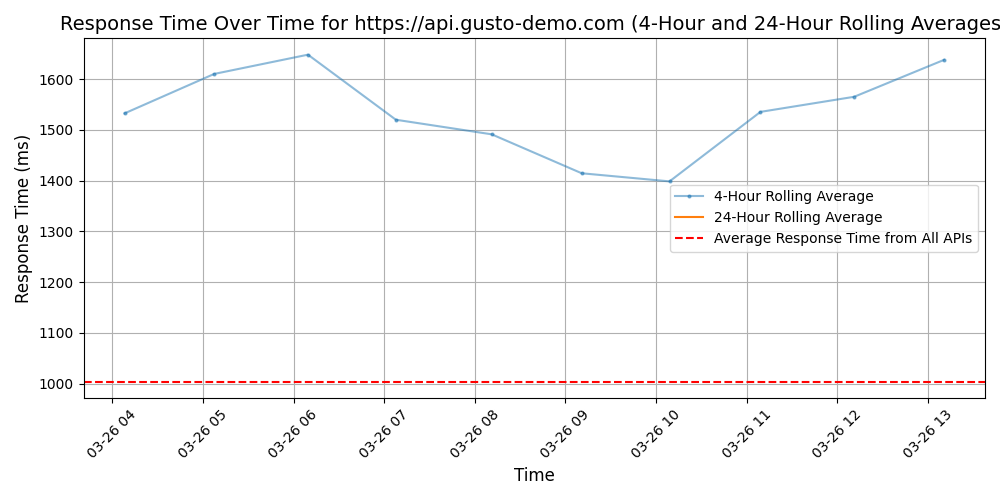 Response Time Over Time for https://api.gusto-demo.com (4-Hour and 24-Hour Rolling Averages
Response Time (ms)
1600
1500
1400
1300
1200
1100
1000
4-Hour Rolling Average
24-Hour Rolling Average
Average Response Time from All APIs
03-26 04
03-26 05
03-26 06
03-26 07
03-26 08
03-26 09
03-26 10
03-26 11
03-26 12
03-26 13
Time